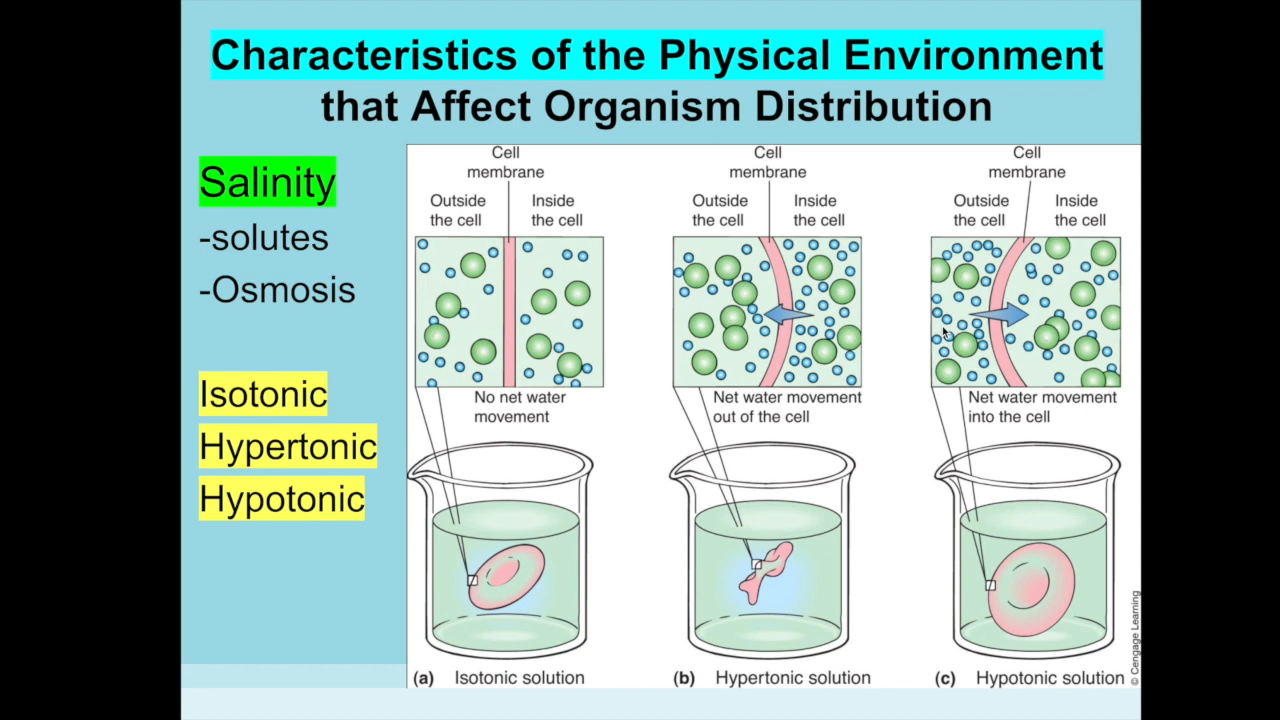 Characteristics of the Physical Environment
that Affect Organism Distribution
Salinity
-solutes
-Osmosis
Isotonic
Hypertonic
Hypotonic
Cell
membrane
Outside
the cell
Inside
the cell
No net water
movement
(a) Isotonic solution
Cell
membrane
Outside
the cell
Inside
the cell
Net water movement
out of the cell
(b) Hypertonic solution
Cell
membrane
Outside
the cell
Inside
the cell
Net water movement
into the cell
(c) Hypotonic solution
© Cengage Learning